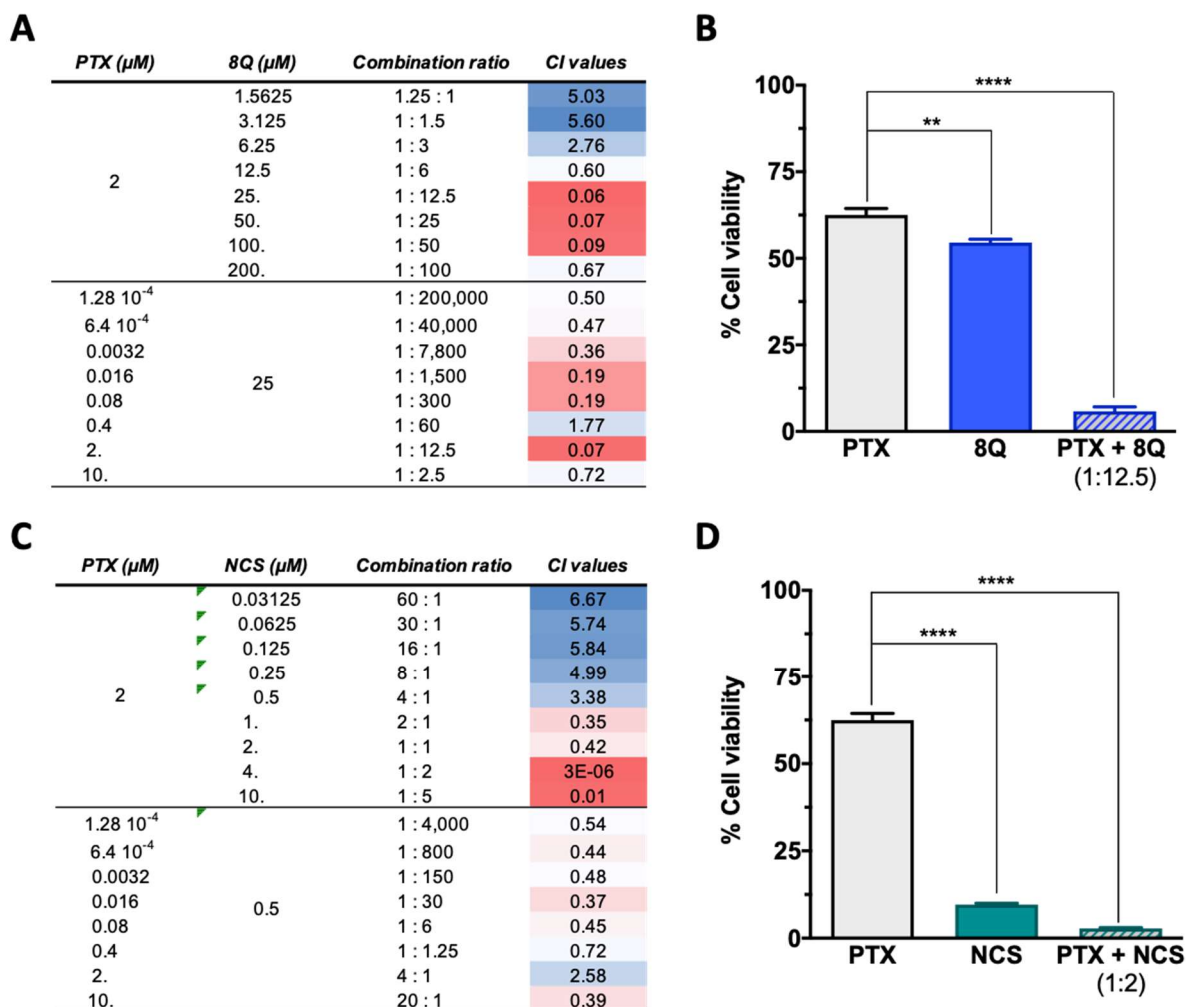 A
PTX (µM) 8Q (µM) Combination ratio CI values
1.5625 1.25 : 1 5.03
3.125 1 : 1.5 5.60
6.25 1 : 3 2.76
12.5 1 : 6 0.60
2
25. 1 : 12.5 0.06
50. 1 : 25 0.07
100. 1 : 50 0.09
200. 1 : 100 0.67
1.28 10⁻⁴ 1 : 200,000 0.50
6.4 10⁻⁴ 1 : 40,000 0.47
0.0032 1 : 7,800 0.36
0.016 1 : 1,500 0.19
25
0.08 1 : 300 0.19
0.4 1 : 60 1.77
2. 1 : 12.5 0.07
10. 1 : 2.5 0.72
B
% Cell viability
100
75
50
25
0
****
**
PTX 8Q PTX + 8Q
(1:12.5)
C
PTX (µM) NCS (µM) Combination ratio CI values
0.03125 60 : 1 6.67
0.0625 30 : 1 5.74
0.125 16 : 1 5.84
0.25 8 : 1 4.99
2 0.5 4 : 1 3.38
1. 2 : 1 0.35
2. 1 : 1 0.42
4. 1 : 2 3E-06
10. 1 : 5 0.01
1.28 10⁻⁴ 1 : 4,000 0.54
6.4 10⁻⁴ 1 : 800 0.44
0.0032 1 : 150 0.48
0.016 1 : 30 0.37
0.5
0.08 1 : 6 0.45
0.4 1 : 1.25 0.72
2. 4 : 1 2.58
10. 20 : 1 0.39
D
% Cell viability
100
75
50
25
0
****
****
PTX NCS PTX + NCS
(1:2)